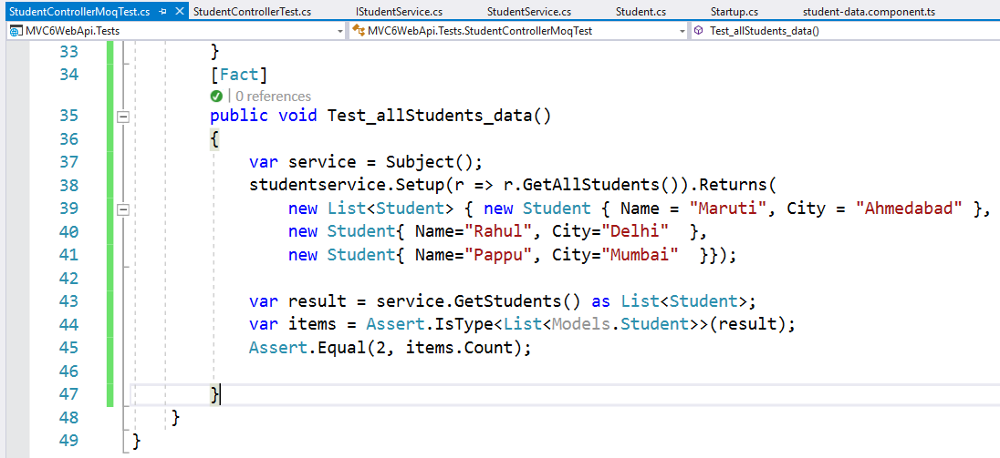 StudentControllerMoqTest.cs StudentControllerTest.cs IStudentService.cs StudentService.cs Student.cs Startup.cs student-data.component.ts
MVC6WebApi.Tests MVC6WebApi.Tests.StudentControllerMoqTest Test_allStudents_data()
33 }
34 [Fact]
| 0 references
35 public void Test_allStudents_data()
36 {
37 var service = Subject();
38 studentservice.Setup(r => r.GetAllStudents()).Returns(
39 new List<Student> { new Student { Name = "Maruti", City = "Ahmedabad" },
40 new Student{ Name="Rahul", City="Delhi"  },
41 new Student{ Name="Pappu", City="Mumbai"  }});
42
43 var result = service.GetStudents() as List<Student>;
44 var items = Assert.IsType<List<Models.Student>>(result);
45 Assert.Equal(2, items.Count);
46
47 }
48 }
49 }